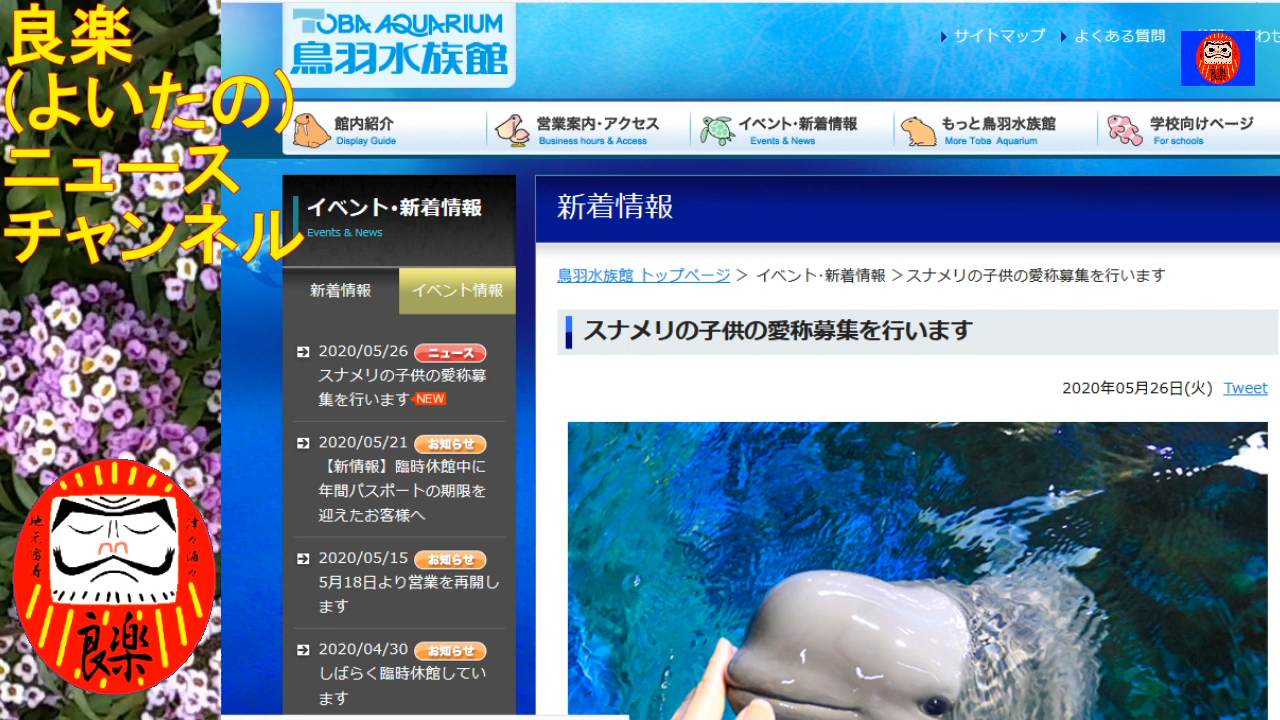 良楽
(よいたの)
ニュース
チャンネル
地元密着
津々浦々
良楽
TOBA AQUARIUM
鳥羽水族館
サイトマップ
よくある質問
館内紹介
Display Guide
営業案内・アクセス
Business hours & Access
イベント・新着情報
Events & News
もっと鳥羽水族館
More Toba Aquarium
学校向けページ
For schools
イベント・新着情報
Events & News
新着情報
イベント情報
2020/05/26 ニュース
スナメリの子供の愛称募
集を行います NEW
2020/05/21 お知らせ
【新情報】臨時休館中に
年間パスポートの期限を
迎えたお客様へ
2020/05/15 お知らせ
5月18日より営業を再開し
ます
2020/04/30 お知らせ
しばらく臨時休館してい
ます
新着情報
鳥羽水族館 トップページ ＞ イベント・新着情報 ＞スナメリの子供の愛称募集を行います
スナメリの子供の愛称募集を行います
2020年05月26日(火) Tweet